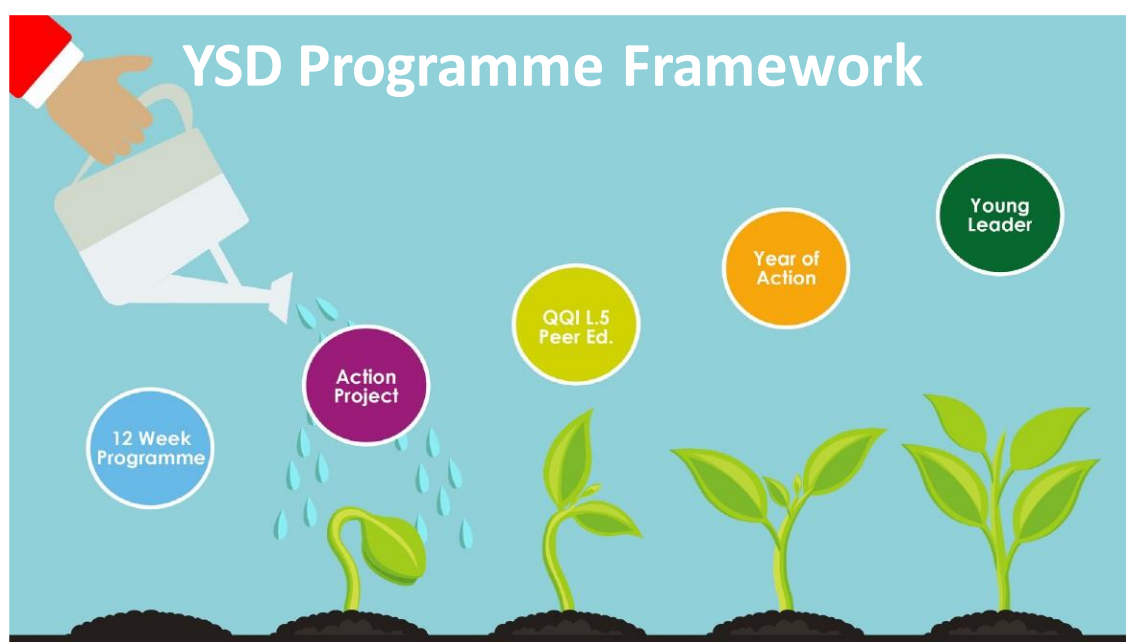 YSD Programme Framework
12 Week
Programme
Action
Project
QQI L.5
Peer Ed.
Year of
Action
Young
Leader